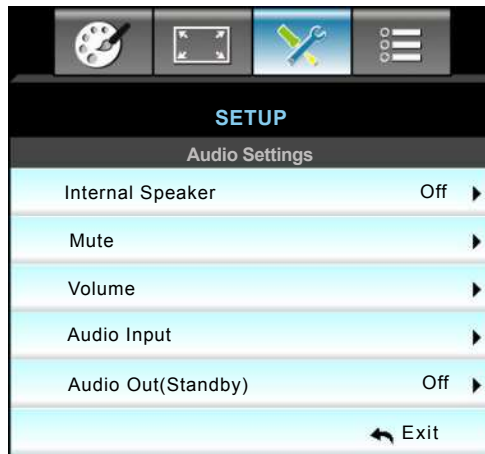 SETUP
Audio Settings
Internal Speaker Off
Mute
Volume
Audio Input
Audio Out(Standby) Off
Exit